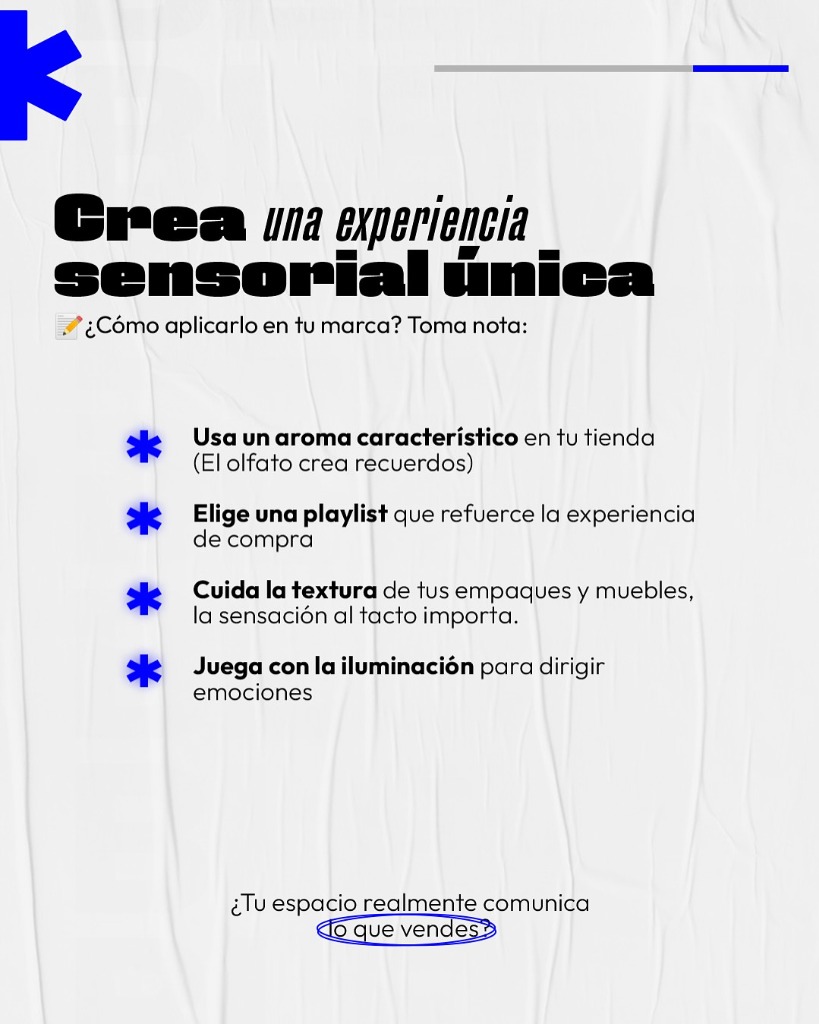 Crea una experiencia
sensorial única
📝¿Cómo aplicarlo en tu marca? Toma nota:
Usa un aroma característico en tu tienda
(El olfato crea recuerdos)
Elige una playlist que refuerce la experiencia
de compra
Cuida la textura de tus empaques y muebles,
la sensación al tacto importa.
Juega con la iluminación para dirigir
emociones
¿Tu espacio realmente comunica
lo que vendes?